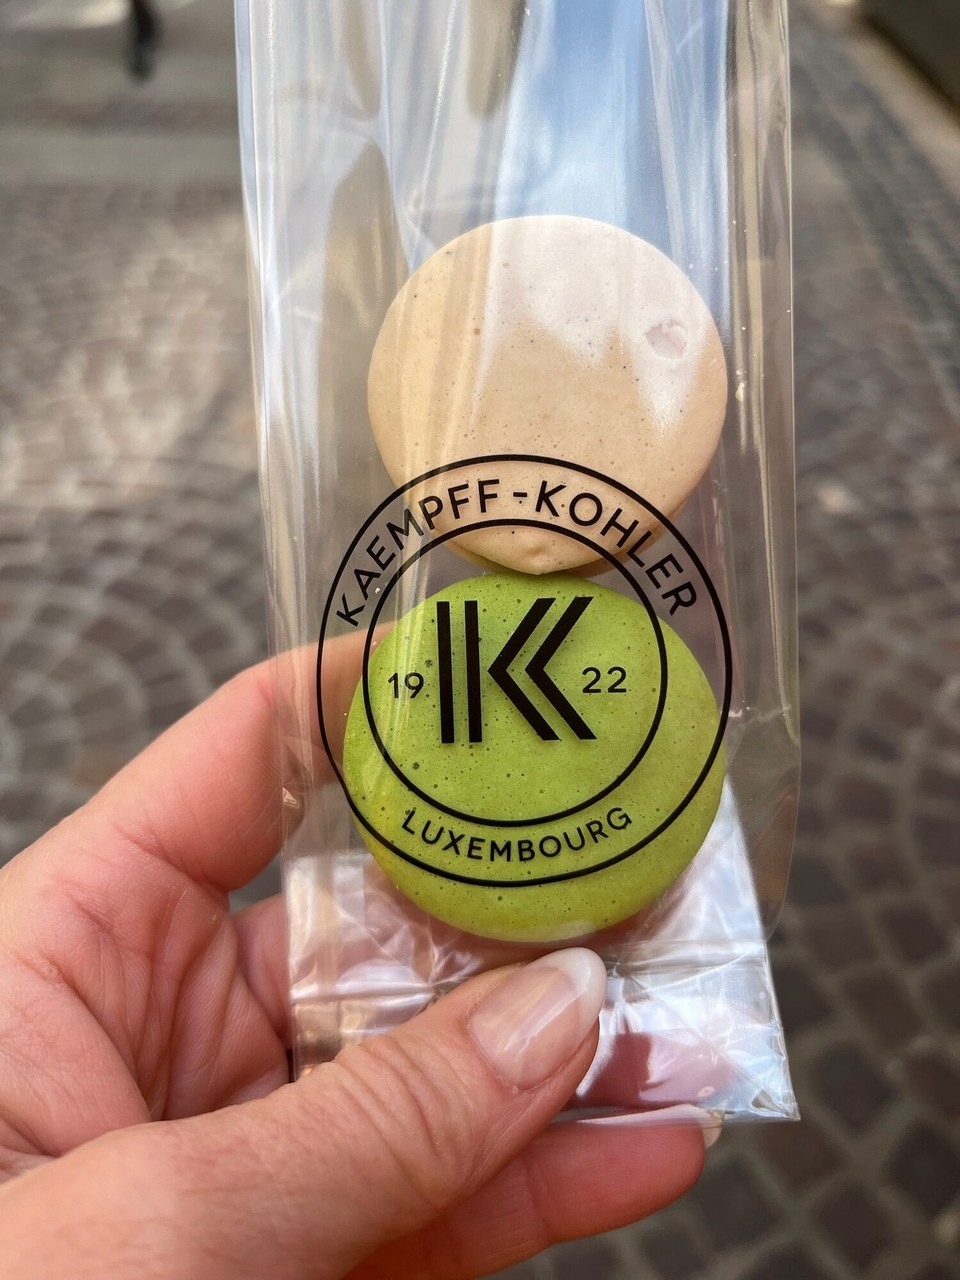 KAEMPFF-KOHLER
19 K 22
LUXEMBOURG